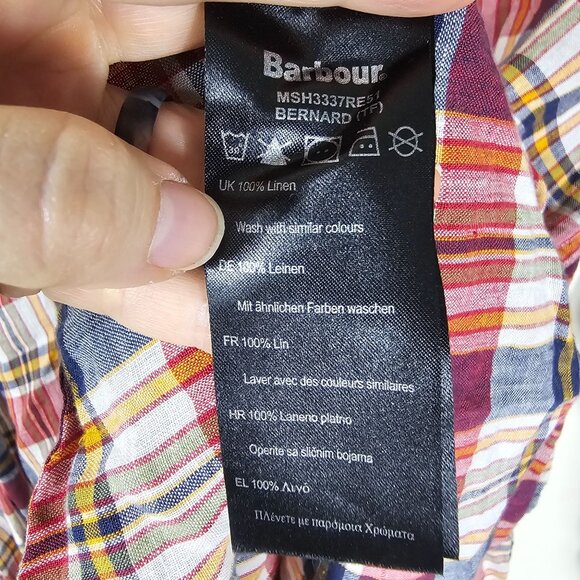 Barbour
MSH3337RE51
BERNARD (TF)
30
UK 100% Linen
Wash with similar colours
DE 100% Leinen
Mit ähnlichen Farben waschen
FR 100% Lin
Laver avec des couleurs similaires
HR 100% Laneno platno
Operite sa sličnim bojama
EL 100% Λινό
Πλένετε με παρόμοια Χρώματα